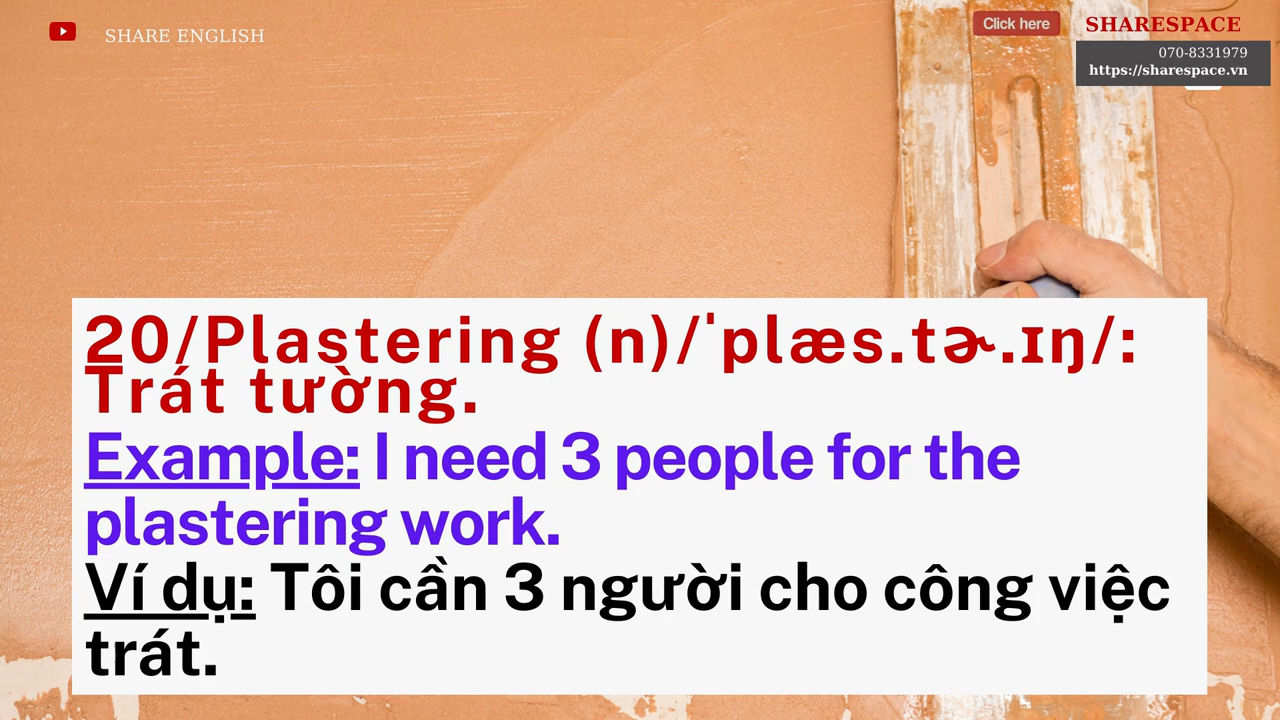 SHARE ENGLISH
Click here
SHARESPACE
070-8331979
https://sharespace.vn
20/Plastering (n)/ˈplæs.tɚ.ɪŋ/:
Trát tường.
Example: I need 3 people for the
plastering work.
Ví dụ: Tôi cần 3 người cho công việc
trát.